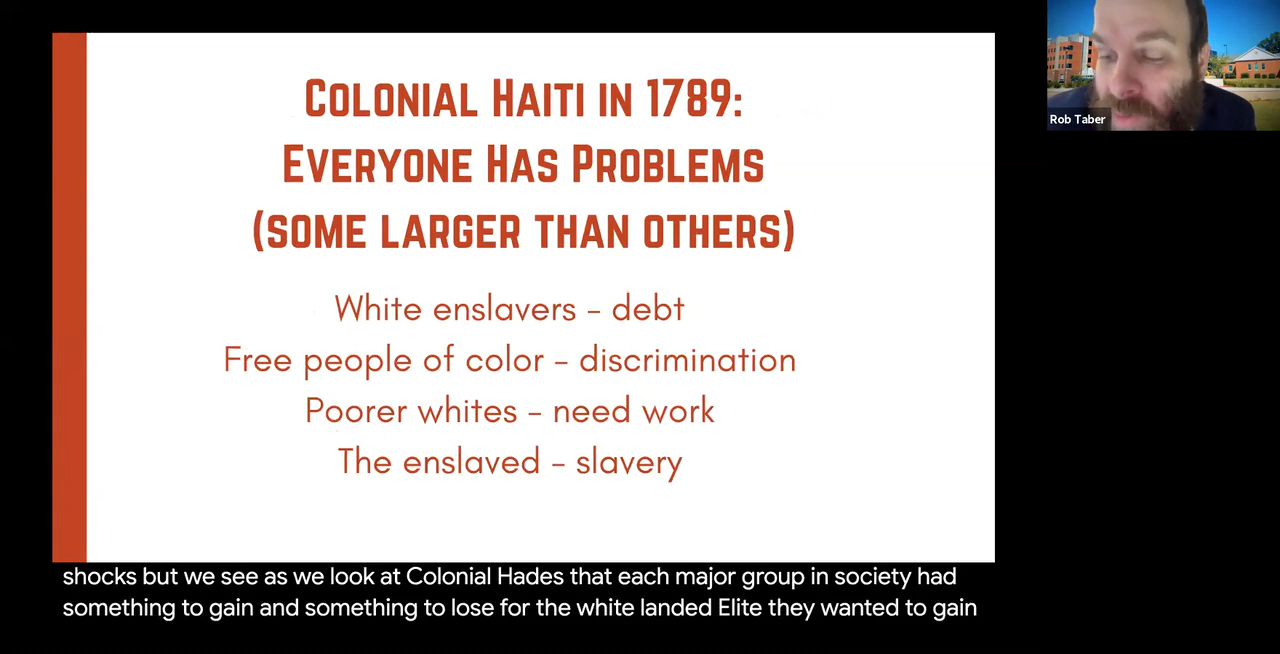 COLONIAL HAITI IN 1789:
EVERYONE HAS PROBLEMS
(SOME LARGER THAN OTHERS)
White enslavers - debt
Free people of color - discrimination
Poorer whites - need work
The enslaved - slavery
Rob Taber
shocks but we see as we look at Colonial Hades that each major group in society had
something to gain and something to lose for the white landed Elite they wanted to gain